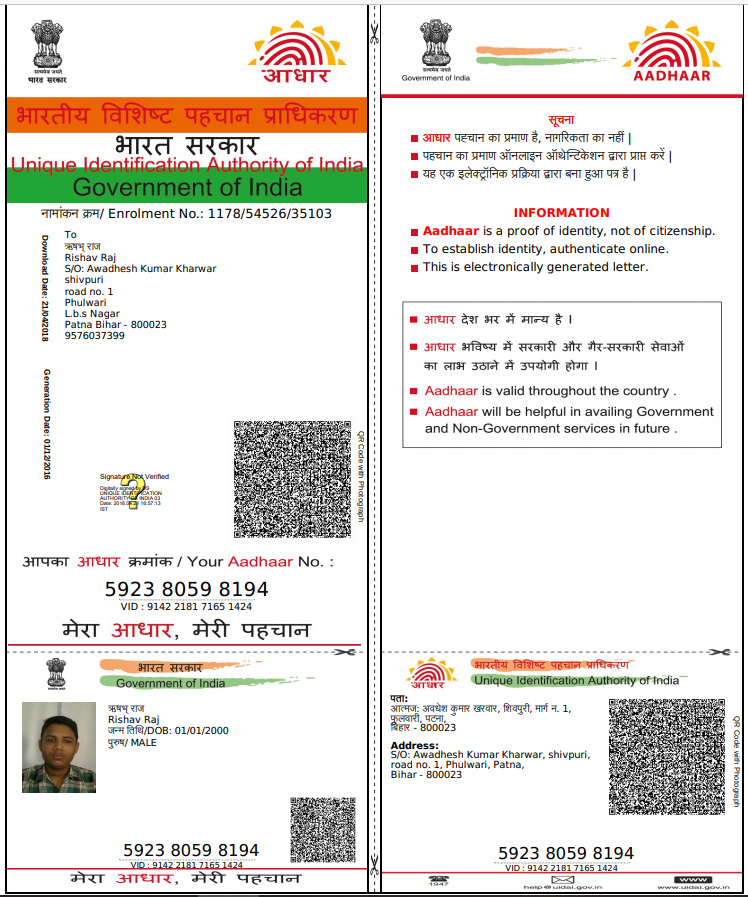 सत्यमेव जयते
भारत सरकार
आधार
भारतीय विशिष्ट पहचान प्राधिकरण
भारत सरकार
Unique Identification Authority of India
Government of India
नामांकन क्रम/ Enrolment No.: 1178/54526/35103
Download Date: 21/04/2018
Generation Date: 01/12/2016
To
ऋषभ् राज
Rishav Raj
S/O: Awadhesh Kumar Kharwar
shivpuri
road no. 1
Phulwari
L.b.s Nagar
Patna Bihar - 800023
9576037399
QR Code with Photograph
Signature Not Verified
Digitally signed by DS
UNIQUE IDENTIFICATION
AUTHORITY OF INDIA 03
16:57:13
IST
आपका आधार क्रमांक / Your Aadhaar No. :
5923 8059 8194
VID : 9142 2181 7165 1424
मेरा आधार, मेरी पहचान
भारत सरकार
Government of India
ऋषभ् राज
Rishav Raj
जन्म तिथि/DOB: 01/01/2000
पुरुष/ MALE
5923 8059 8194
VID : 9142 2181 7165 1424
मेरा आधार, मेरी पहचान
सत्यमेव जयते
Government of India
AADHAAR
सूचना
आधार पहचान का प्रमाण है, नागरिकता का नहीं |
पहचान का प्रमाण ऑनलाइन ऑथेन्टिकेशन द्वारा प्राप्त करें |
यह एक इलेक्ट्रॉनिक प्रक्रिया द्वारा बना हुआ पत्र है |
INFORMATION
Aadhaar is a proof of identity, not of citizenship.
To establish identity, authenticate online.
This is electronically generated letter.
आधार देश भर में मान्य है ।
आधार भविष्य में सरकारी और गैर-सरकारी सेवाओं
का लाभ उठाने में उपयोगी होगा ।
Aadhaar is valid throughout the country .
Aadhaar will be helpful in availing Government
and Non-Government services in future .
आधार
भारतीय विशिष्ट पहचान प्राधिकरण
Unique Identification Authority of India
पता:
आत्मज: अवधेश कुमार खरवार, शिवपुरी, मार्ग न. 1,
फूलवारी, पटना,
बिहार - 800023
Address:
S/O: Awadhesh Kumar Kharwar, shivpuri,
road no. 1, Phulwari, Patna,
Bihar - 800023
QR Code with Photograph
5923 8059 8194
VID : 9142 2181 7165 1424
1947
help@uidai.gov.in
www
www.uidai.gov.in